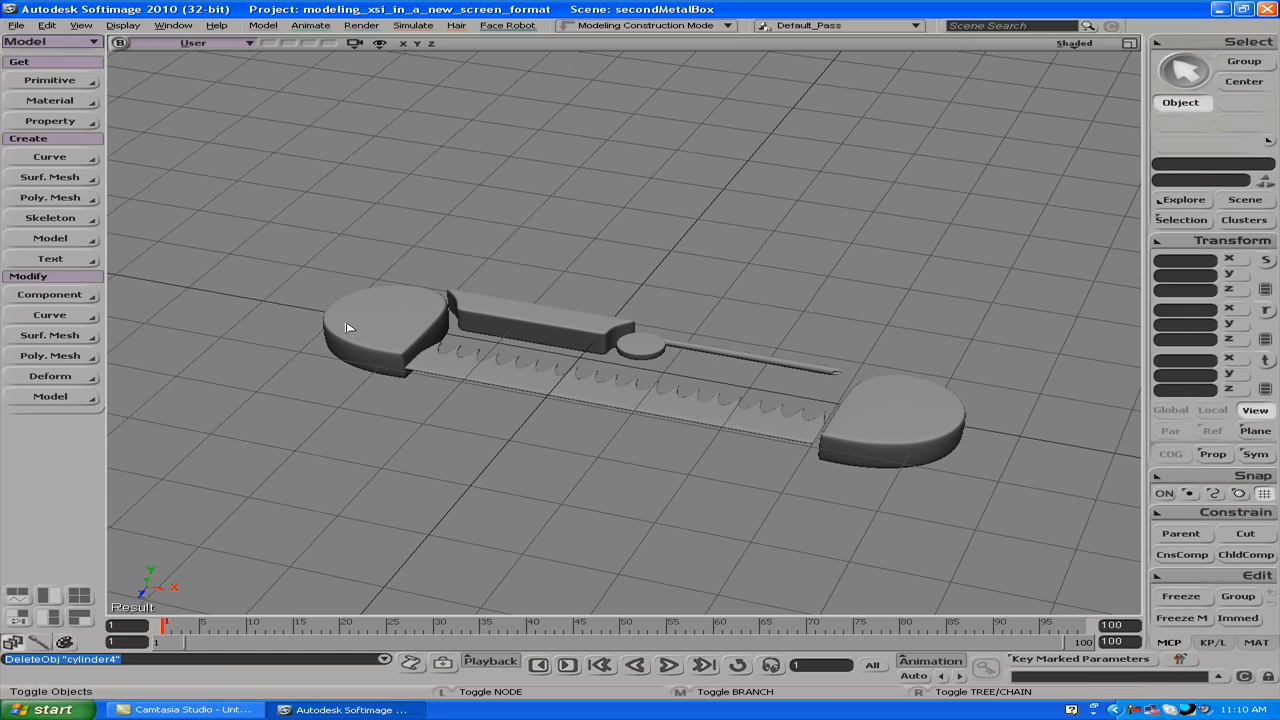 Autodesk Softimage 2010 (32-bit) Project: modeling_xsi_in_a_new_screen_format Scene: secondMetalBox
File Edit View Display Window Help Model Animate Render Simulate Hair Face Robot Modeling Construction Mode Default_Pass Scene Search
Model
B User X Y Z Shaded
Get
Primitive
Material
Property
Create
Curve
Surf. Mesh
Poly. Mesh
Skeleton
Model
Text
Modify
Component
Curve
Surf. Mesh
Poly. Mesh
Deform
Model
Y
X
Z
Result
Select
Group
Center
Object
Explore Scene
Selection Clusters
Transform
x s
y
z
x r
y
z
x t
y
z
Global Local View
Par Ref Plane
COG Prop Sym
Snap
ON
Constrain
Parent Cut
CnsComp ChldComp
Edit
Freeze Group
Freeze M Immed
MCP KP/L MAT
1 1 5 10 15 20 25 30 35 40 45 50 55 60 65 70 75 80 85 90 95 100
1 1 100 100
DeleteObj "cylinder4" Playback 1 All Animation Auto Key Marked Parameters
Toggle Objects L Toggle NODE M Toggle BRANCH R Toggle TREE/CHAIN
start Camtasia Studio - Unt... Autodesk Softimage ... 11:10 AM